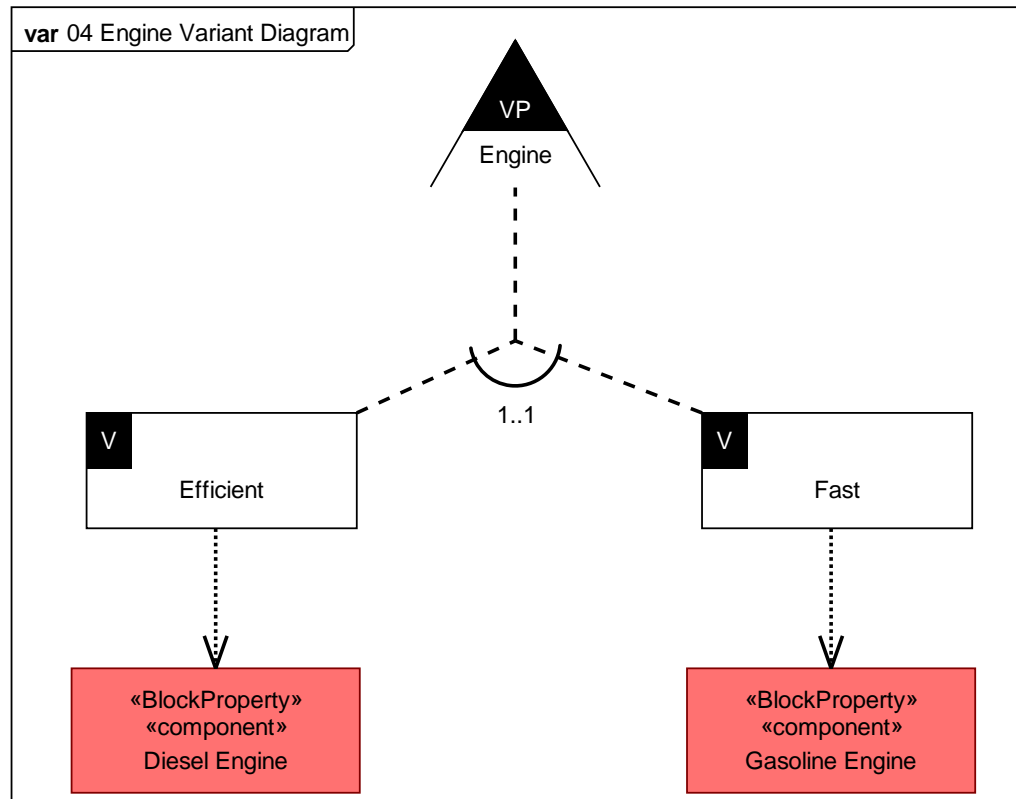 var 04 Engine Variant Diagram
VP
Engine
1..1
V
Efficient
V
Fast
«BlockProperty»
«component»
Diesel Engine
«BlockProperty»
«component»
Gasoline Engine